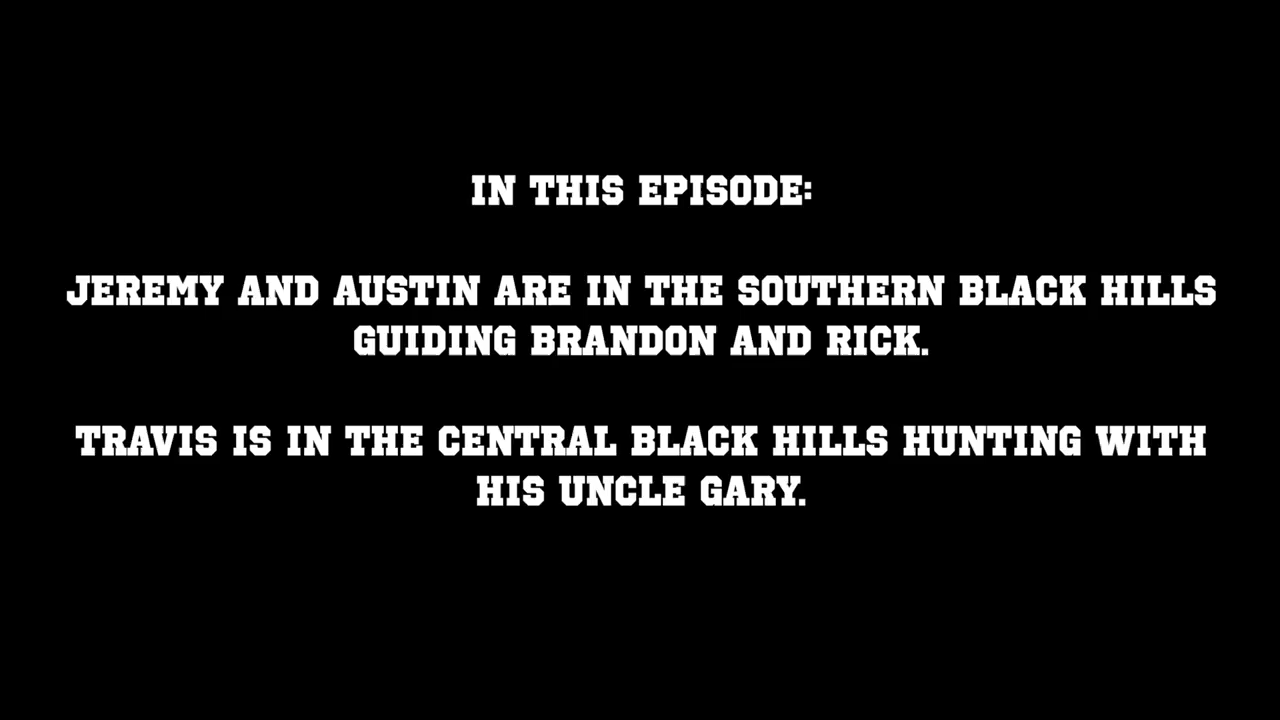 IN THIS EPISODE:
JEREMY AND AUSTIN ARE IN THE SOUTHERN BLACK HILLS
GUIDING BRANDON AND RICK.
TRAVIS IS IN THE CENTRAL BLACK HILLS HUNTING WITH
HIS UNCLE GARY.